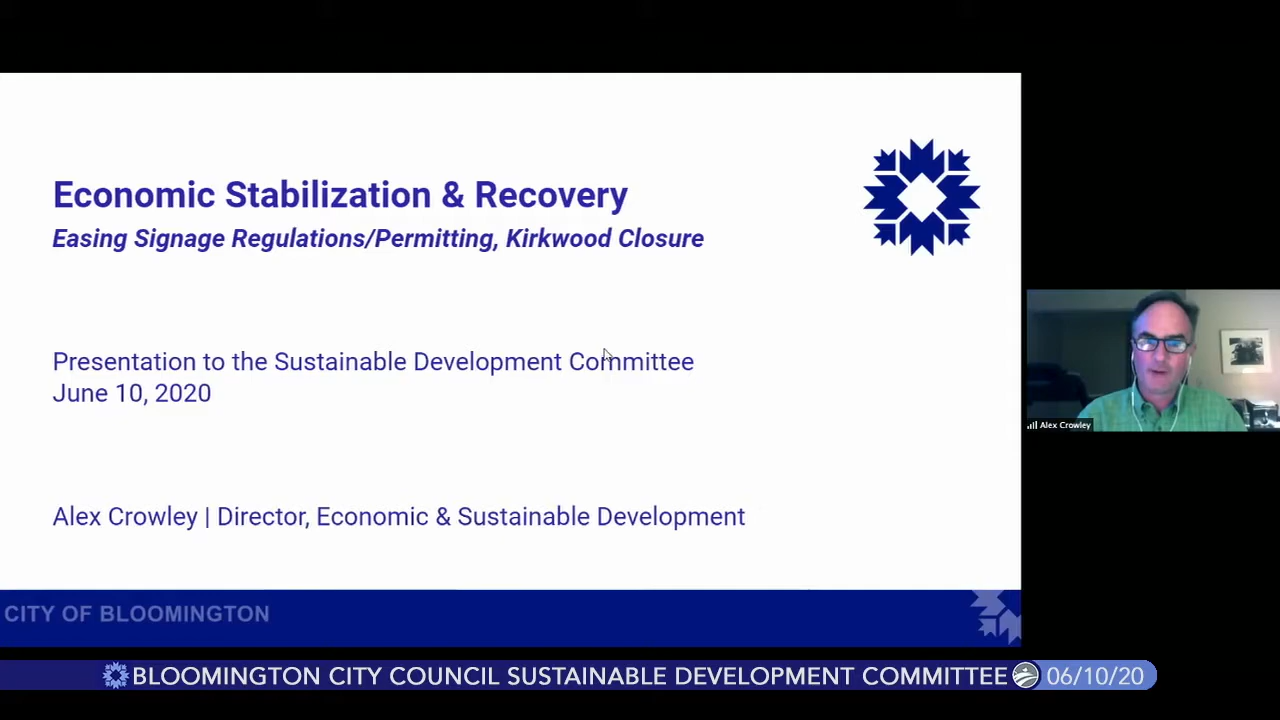 Economic Stabilization & Recovery
Easing Signage Regulations/Permitting, Kirkwood Closure
Presentation to the Sustainable Development Committee
June 10, 2020
Alex Crowley | Director, Economic & Sustainable Development
Alex Crowley
CITY OF BLOOMINGTON
BLOOMINGTON CITY COUNCIL SUSTAINABLE DEVELOPMENT COMMITTEE 06/10/20